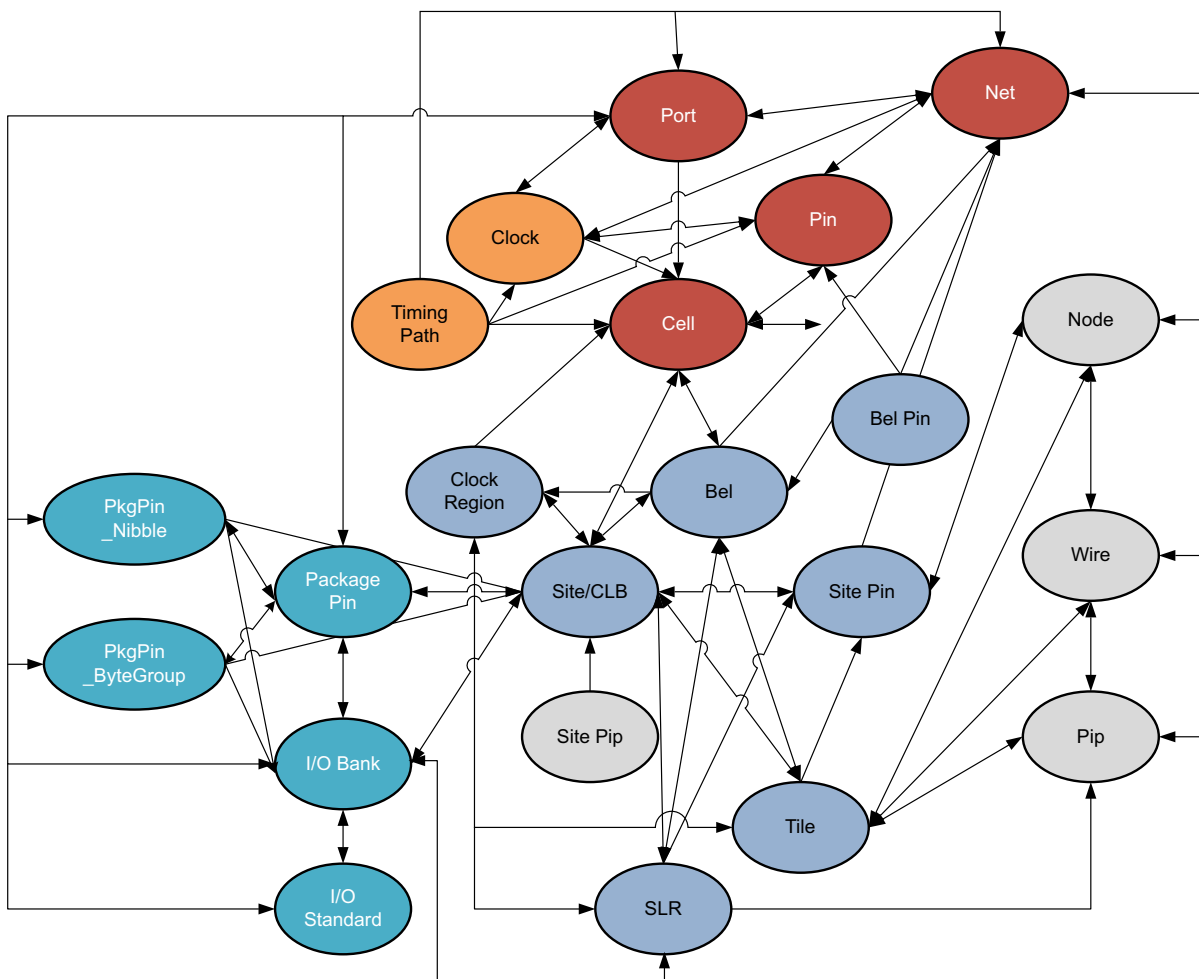 Net
Port
Pin
Clock
Timing
Path
Cell
Node
Bel Pin
Clock
Region
Bel
PkgPin
_Nibble
Wire
Package
Pin
Site/CLB
Site Pin
PkgPin
_ByteGroup
Site Pip
Pip
I/O Bank
Tile
I/O
Standard
SLR